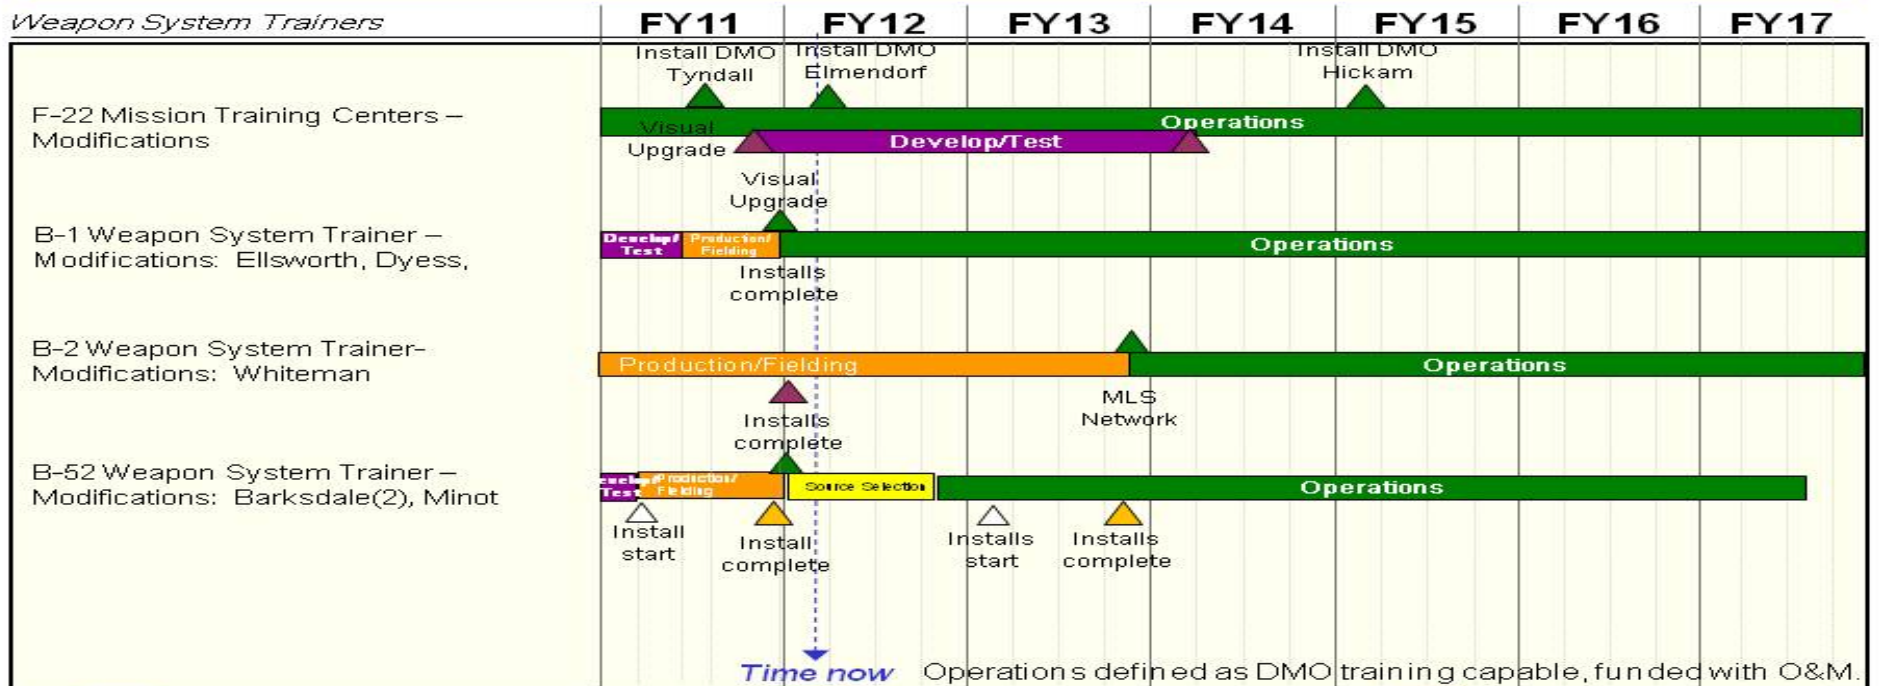 Weapon System Trainers
FY11 FY12 FY13 FY14 FY15 FY16 FY17
Install DMO
Tyndall
Install DMO
Elmendorf
Install DMO
Hickam
F-22 Mission Training Centers –
Modifications
Operations
Visual
Upgrade
Develop/Test
Visual
Upgrade
B-1 Weapon System Trainer –
Modifications: Ellsworth, Dyess,
Develop/
Test
Production/
Fielding
Operations
Installs
complete
B-2 Weapon System Trainer-
Modifications: Whiteman
Production/Fielding
Operations
Installs
complete
MLS
Network
B-52 Weapon System Trainer –
Modifications: Barksdale(2), Minot
Test
Production/
Fielding
Source Selection
Operations
Install
start
Install
complete
Installs
start
Installs
complete
Time now
Operations defined as DMO training capable, funded with O&M.